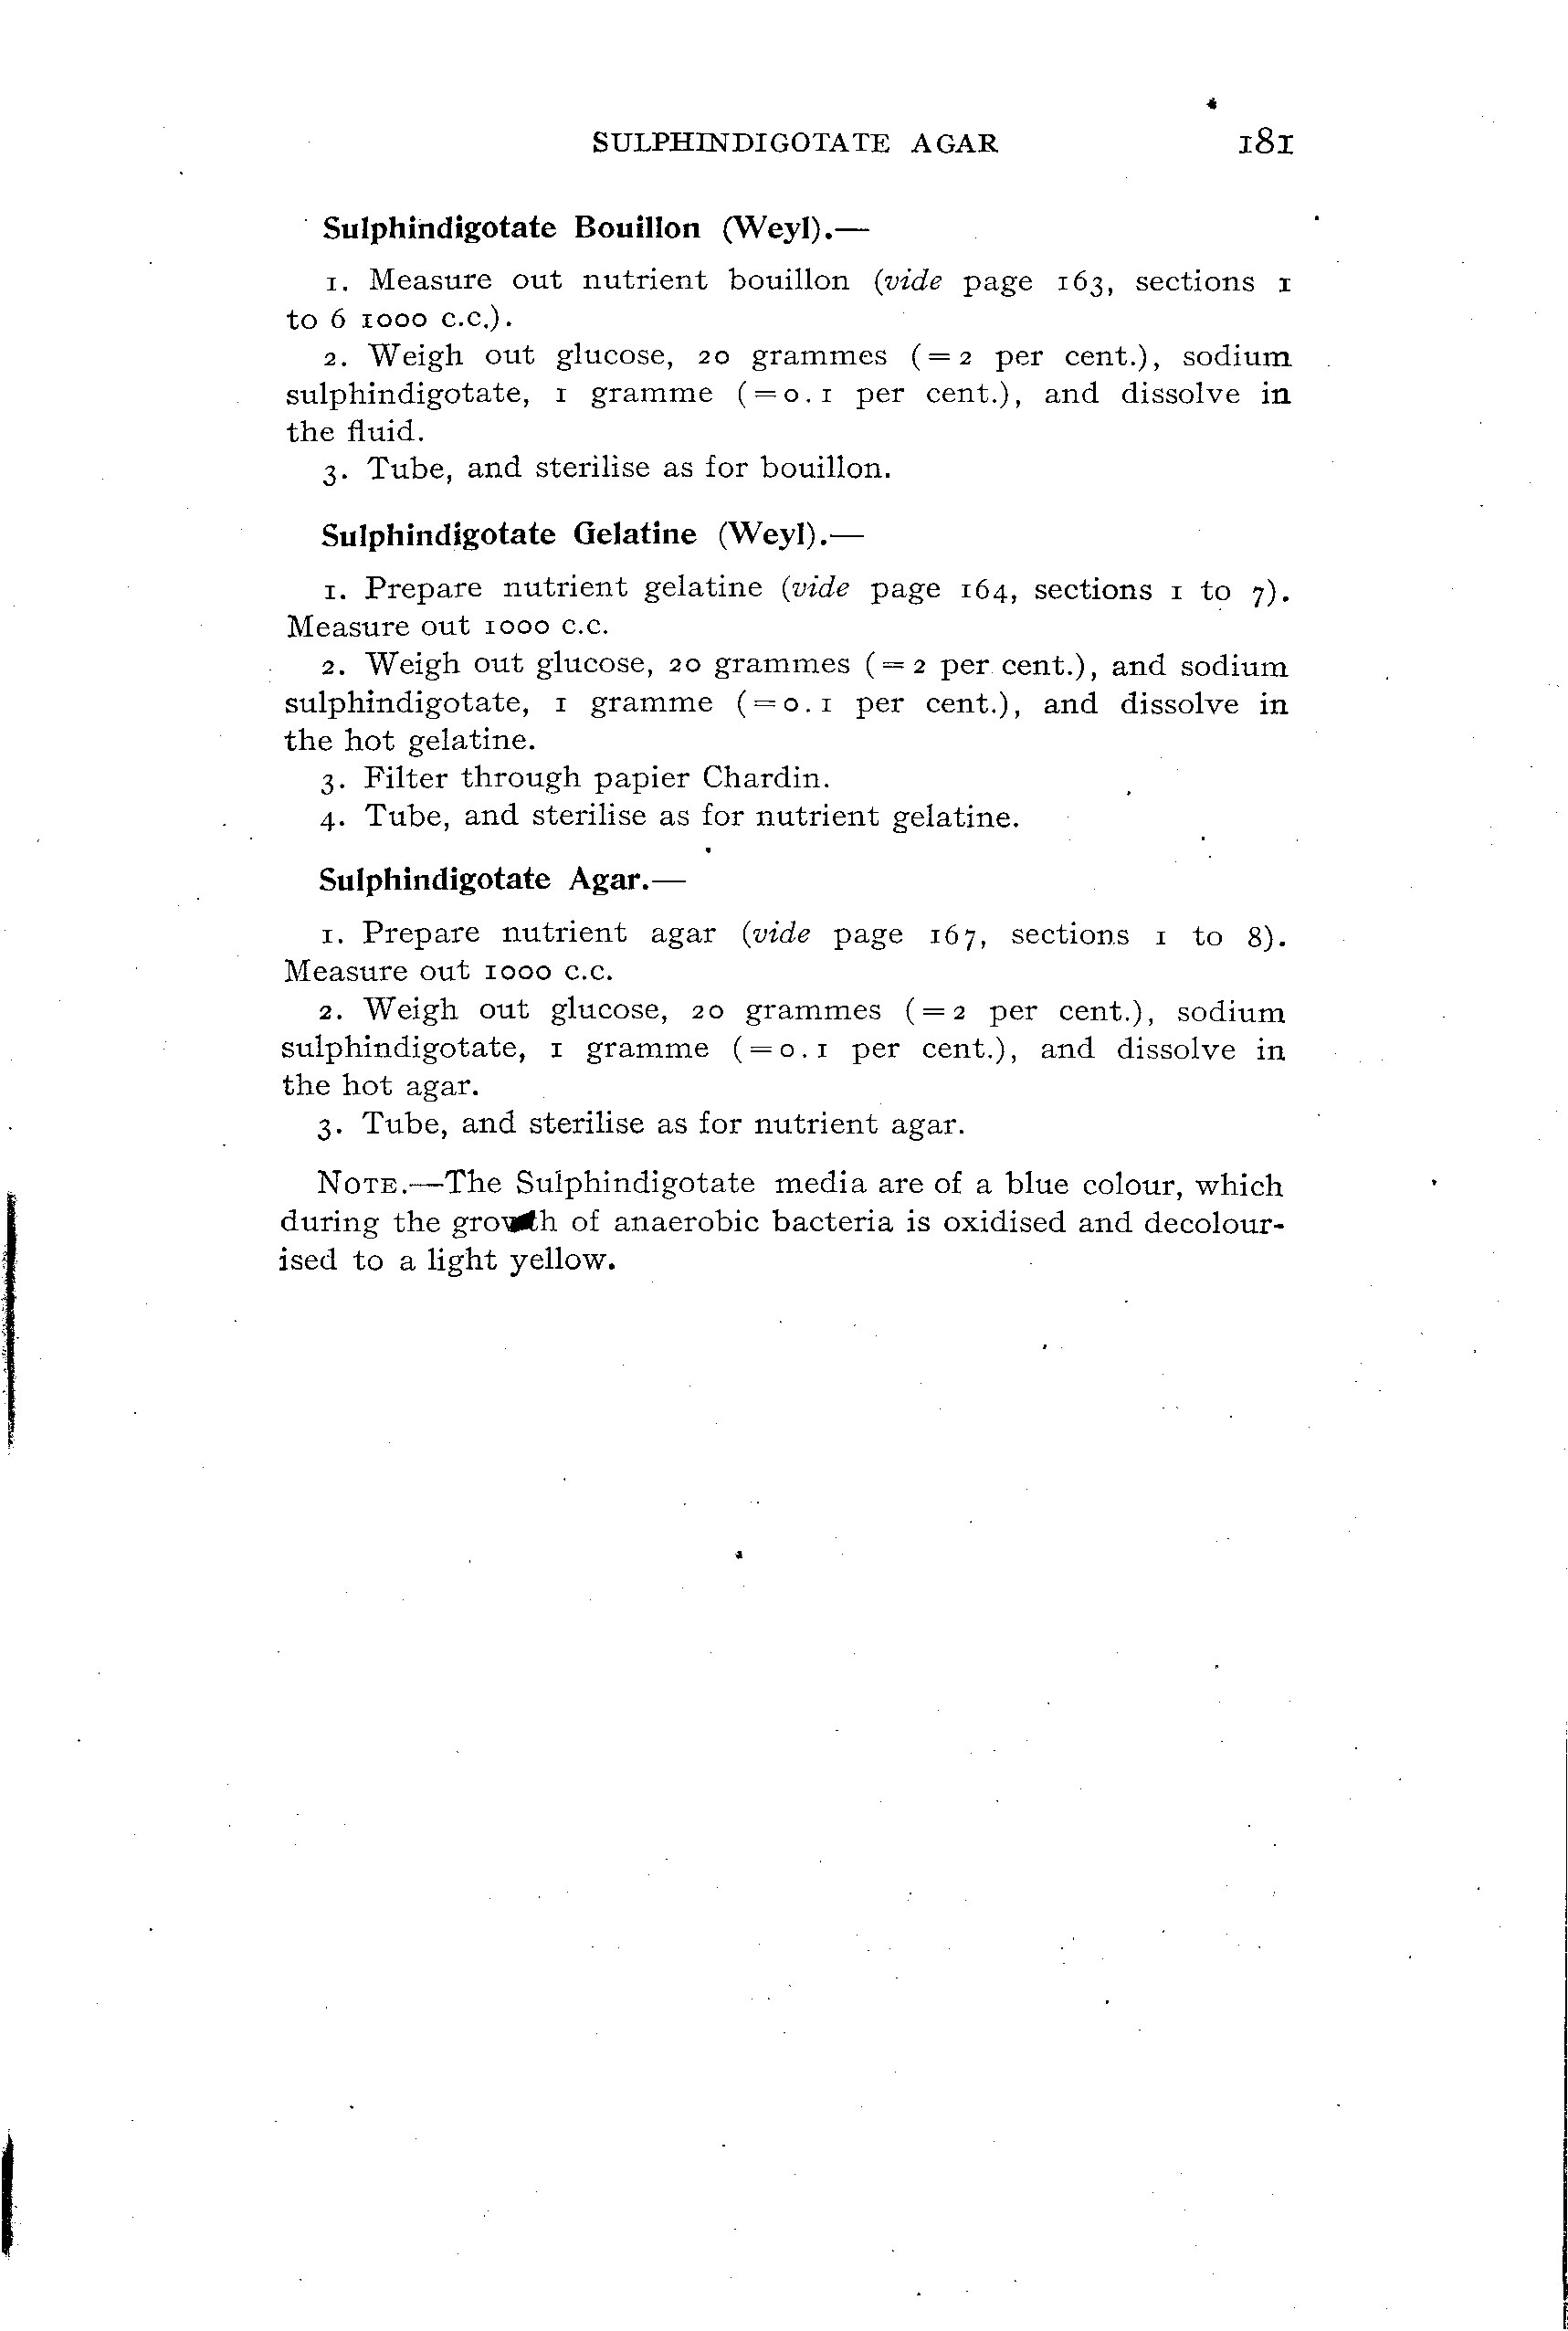 SULPHINDIGOTATE AGAR 181
Sulphindigotate Bouillon (Weyl).—
1. Measure out nutrient bouillon (vide page 163, sections 1
to 6 1000 c.c.).
2. Weigh out glucose, 20 grammes (=2 per cent.), sodium
sulphindigotate, 1 gramme (=0.1 per cent.), and dissolve in
the fluid.
3. Tube, and sterilise as for bouillon.
Sulphindigotate Gelatine (Weyl).—
1. Prepare nutrient gelatine (vide page 164, sections 1 to 7).
Measure out 1000 c.c.
2. Weigh out glucose, 20 grammes (=2 per cent.), and sodium
sulphindigotate, 1 gramme (=0.1 per cent.), and dissolve in
the hot gelatine.
3. Filter through papier Chardin.
4. Tube, and sterilise as for nutrient gelatine.
Sulphindigotate Agar.—
1. Prepare nutrient agar (vide page 167, sections 1 to 8).
Measure out 1000 c.c.
2. Weigh out glucose, 20 grammes (=2 per cent.), sodium
sulphindigotate, 1 gramme (=0.1 per cent.), and dissolve in
the hot agar.
3. Tube, and sterilise as for nutrient agar.
NOTE.—The Sulphindigotate media are of a blue colour, which
during the growth of anaerobic bacteria is oxidised and decolour-
ised to a light yellow.